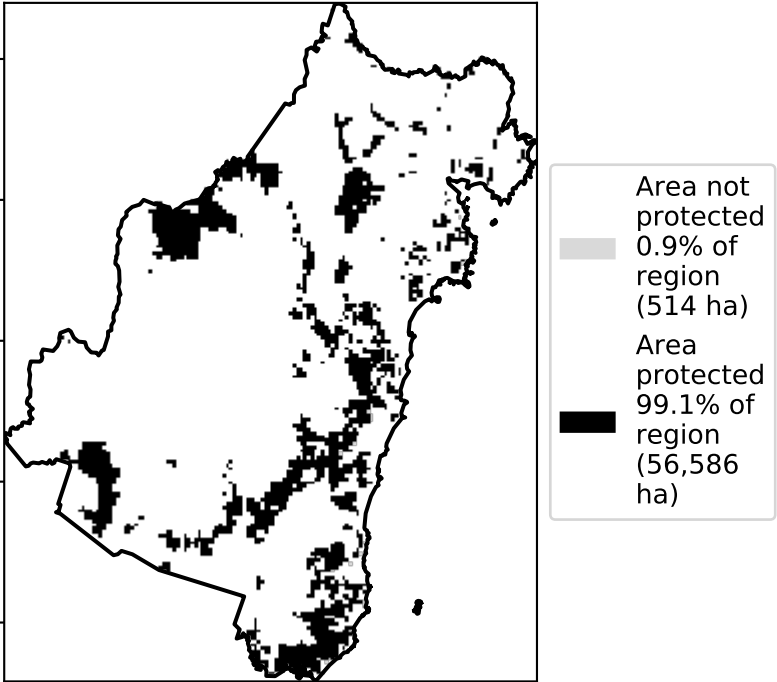 Area not
protected
0.9% of
region
(514 ha)
Area
protected
99.1% of
region
(56,586
ha)